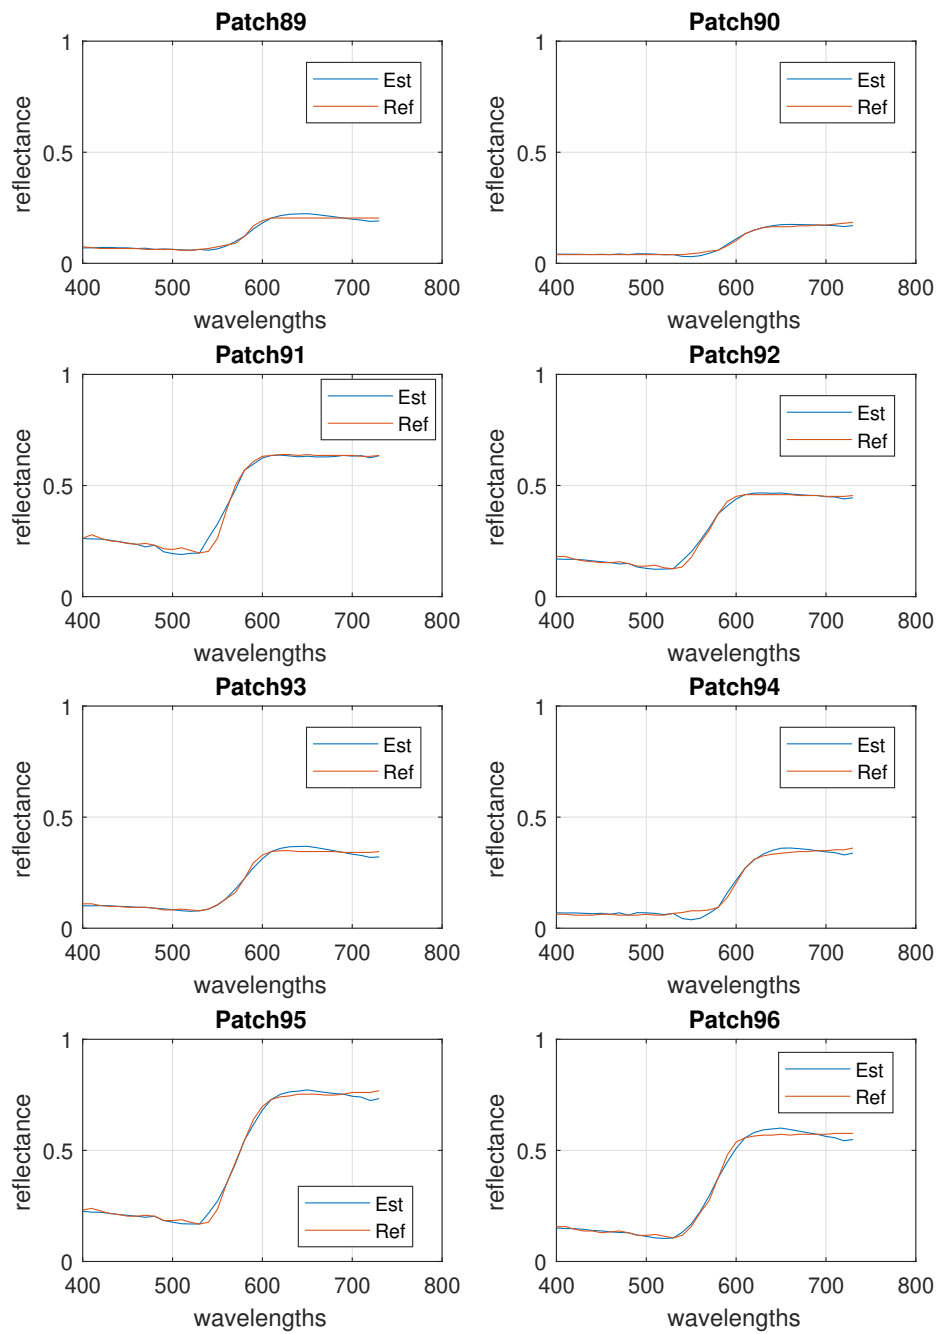 Patch89
1
0.5
0
reflectance
Est
Ref
400 500 600 700 800
wavelengths
Patch90
1
0.5
0
reflectance
Est
Ref
400 500 600 700 800
wavelengths
Patch91
1
0.5
0
reflectance
Est
Ref
400 500 600 700 800
wavelengths
Patch92
1
0.5
0
reflectance
Est
Ref
400 500 600 700 800
wavelengths
Patch93
1
0.5
0
reflectance
Est
Ref
400 500 600 700 800
wavelengths
Patch94
1
0.5
0
reflectance
Est
Ref
400 500 600 700 800
wavelengths
Patch95
1
0.5
0
reflectance
Est
Ref
400 500 600 700 800
wavelengths
Patch96
1
0.5
0
reflectance
Est
Ref
400 500 600 700 800
wavelengths